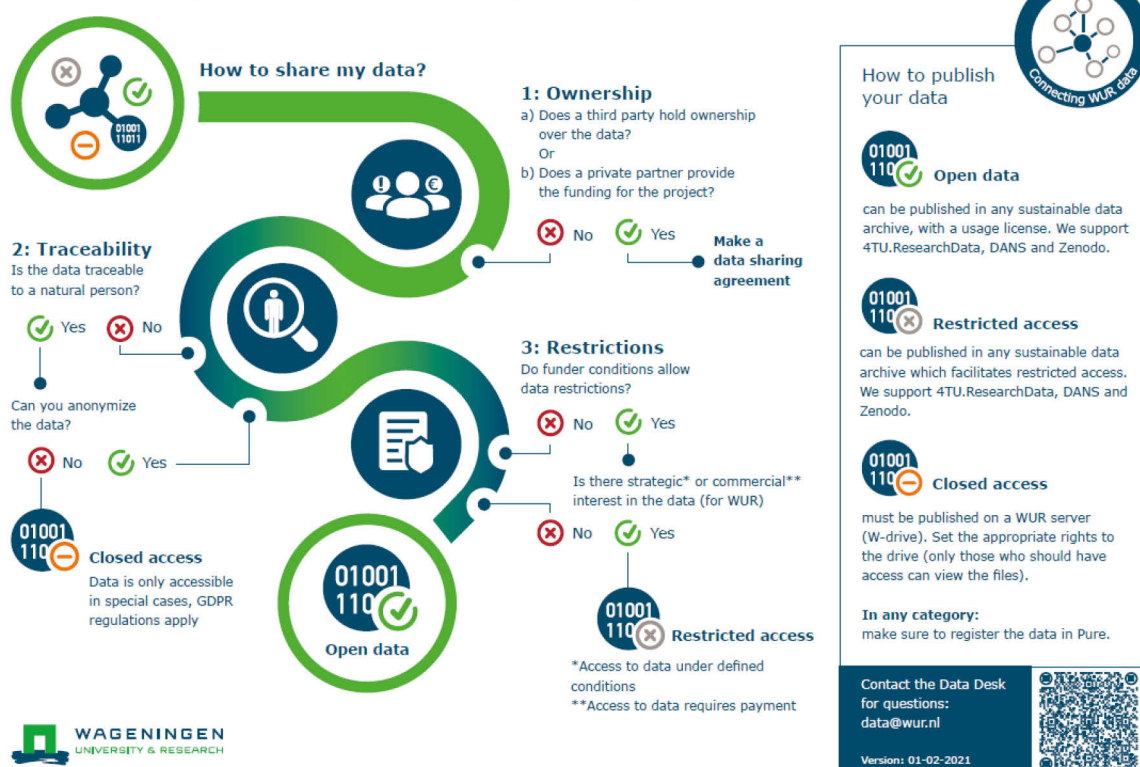 How to share my data?
01001
11011
1: Ownership
a) Does a third party hold ownership
over the data?
Or
b) Does a private partner provide
the funding for the project?
No
Yes
Make a
data sharing
agreement
2: Traceability
Is the data traceable
to a natural person?
Yes
No
Can you anonymize
the data?
No
Yes
01001
110
Closed access
Data is only accessible
in special cases, GDPR
regulations apply
3: Restrictions
Do funder conditions allow
data restrictions?
No
Yes
Is there strategic* or commercial**
interest in the data (for WUR)
No
Yes
01001
110
Restricted access
*Access to data under defined
conditions
**Access to data requires payment
01001
110
Open data
WAGENINGEN
UNIVERSITY & RESEARCH
Connecting WUR data
How to publish
your data
01001
110
Open data
can be published in any sustainable data
archive, with a usage license. We support
4TU.ResearchData, DANS and Zenodo.
01001
110
Restricted access
can be published in any sustainable data
archive which facilitates restricted access.
We support 4TU.ResearchData, DANS and
Zenodo.
01001
110
Closed access
must be published on a WUR server
(W-drive). Set the appropriate rights to
the drive (only those who should have
access can view the files).
In any category:
make sure to register the data in Pure.
Contact the Data Desk
for questions:
data@wur.nl
Version: 01-02-2021